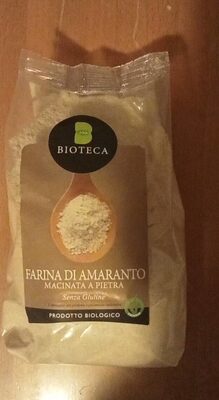 BIOTECA
FARINA DI AMARANTO
MACINATA A PIETRA
Senza Glutine
PRODOTTO BIOLOGICO